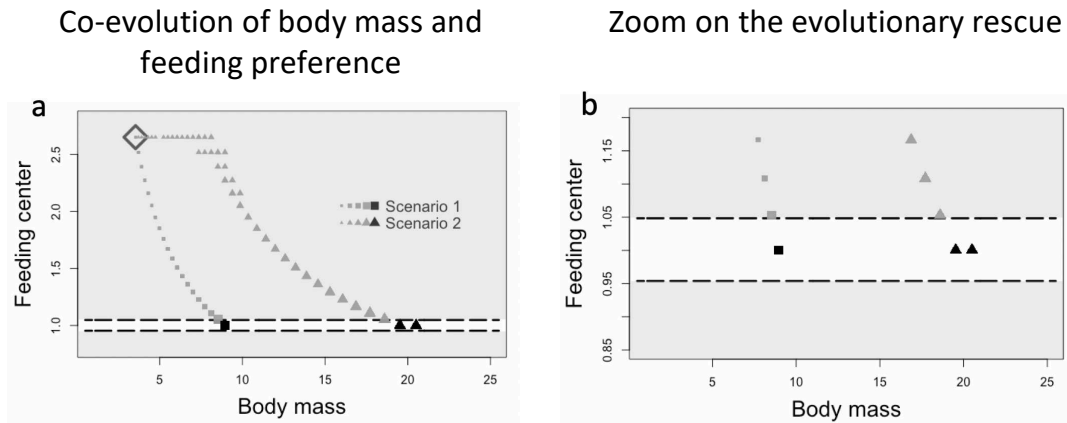 Co-evolution of body mass and
feeding preference
Zoom on the evolutionary rescue
a
Feeding center
2.5
2.0
1.5
1.0
Scenario 1
Scenario 2
5
10
15
20
25
Body mass
b
Feeding center
1.15
1.05
0.95
0.85
5
10
15
20
25
Body mass